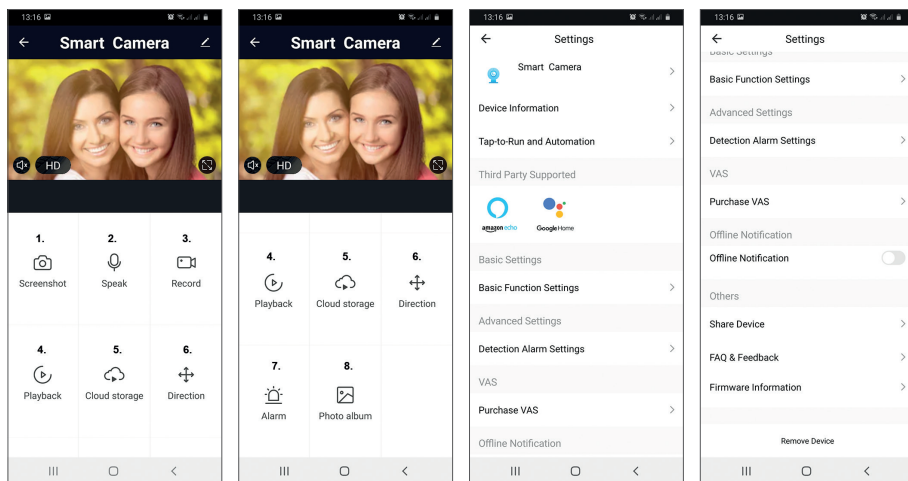 13:16
Smart Camera
HD
1. 2. 3.
Screenshot Speak Record
4. 5. 6.
Playback Cloud storage Direction
13:16
Smart Camera
HD
4. 5. 6.
Playback Cloud storage Direction
7. 8.
Alarm Photo album
13:16
Settings
Smart Camera
Device Information
Tap-to-Run and Automation
Third Party Supported
amazon echo Google Home
Basic Settings
Basic Function Settings
Advanced Settings
Detection Alarm Settings
VAS
Purchase VAS
Offline Notification
13:16
Settings
Basic Settings
Basic Function Settings
Advanced Settings
Detection Alarm Settings
VAS
Purchase VAS
Offline Notification
Offline Notification
Others
Share Device
FAQ & Feedback
Firmware Information
Remove Device